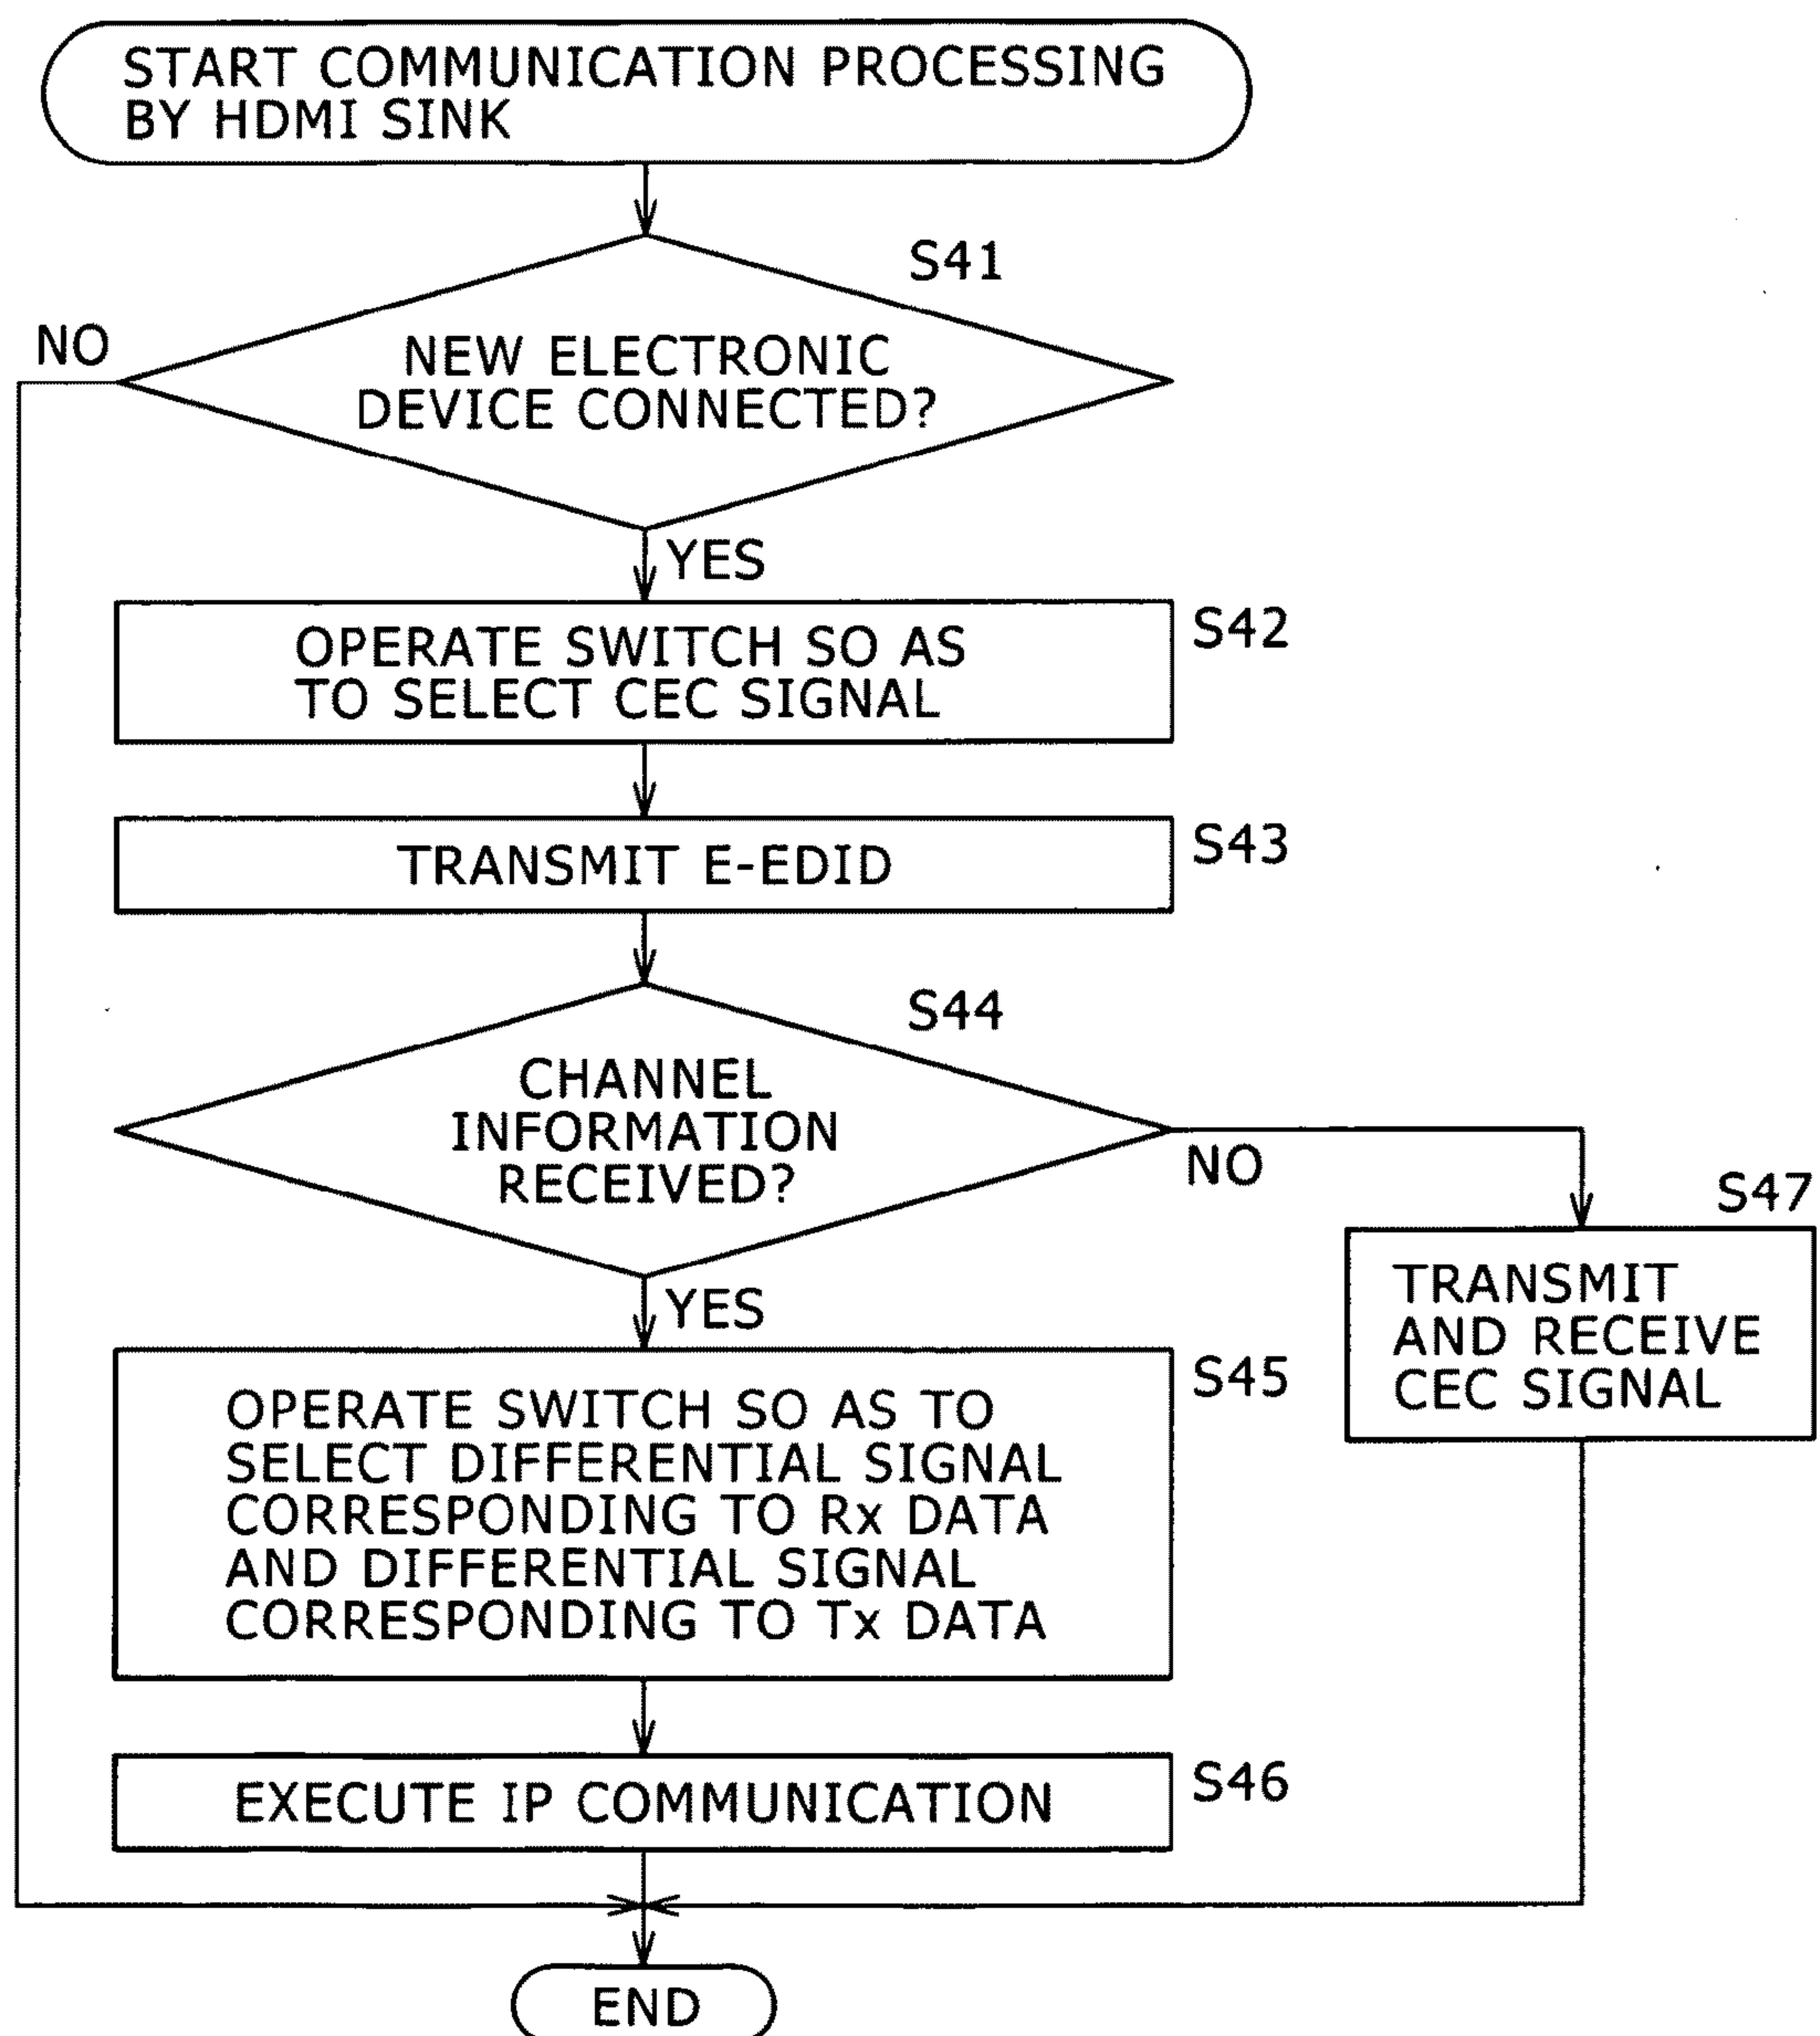 START COMMUNICATION PROCESSING
BY HDMI SINK
S41
NO
NEW ELECTRONIC
DEVICE CONNECTED?
YES
S42
OPERATE SWITCH SO AS
TO SELECT CEC SIGNAL
S43
TRANSMIT E-EDID
S44
CHANNEL
INFORMATION
RECEIVED?
NO
S47
TRANSMIT
AND RECEIVE
CEC SIGNAL
YES
S45
OPERATE SWITCH SO AS TO
SELECT DIFFERENTIAL SIGNAL
CORRESPONDING TO Rx DATA
AND DIFFERENTIAL SIGNAL
CORRESPONDING TO Tx DATA
S46
EXECUTE IP COMMUNICATION
END